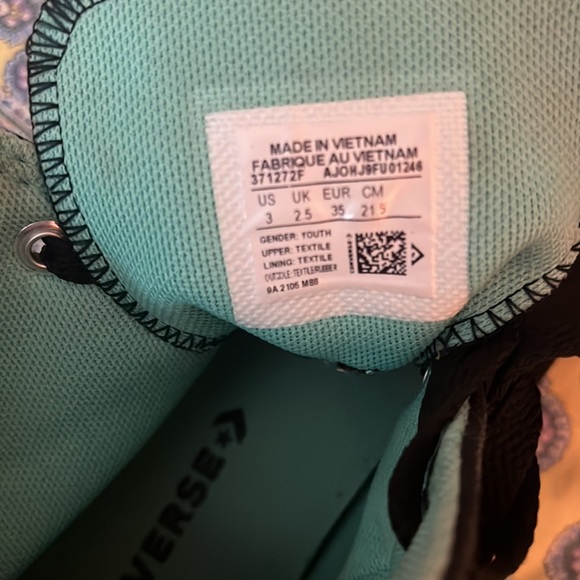 MADE IN VIETNAM
FABRIQUE AU VIETNAM
371272F AJOHJ9FU01246
US UK EUR CM
3 2.5 35 21 5
GENDER: YOUTH
UPPER: TEXTILE
LINING: TEXTILE
OUTSOLE: TEXTILE/RUBBER
9A 2106 MBB
CONVERSE
VERSE